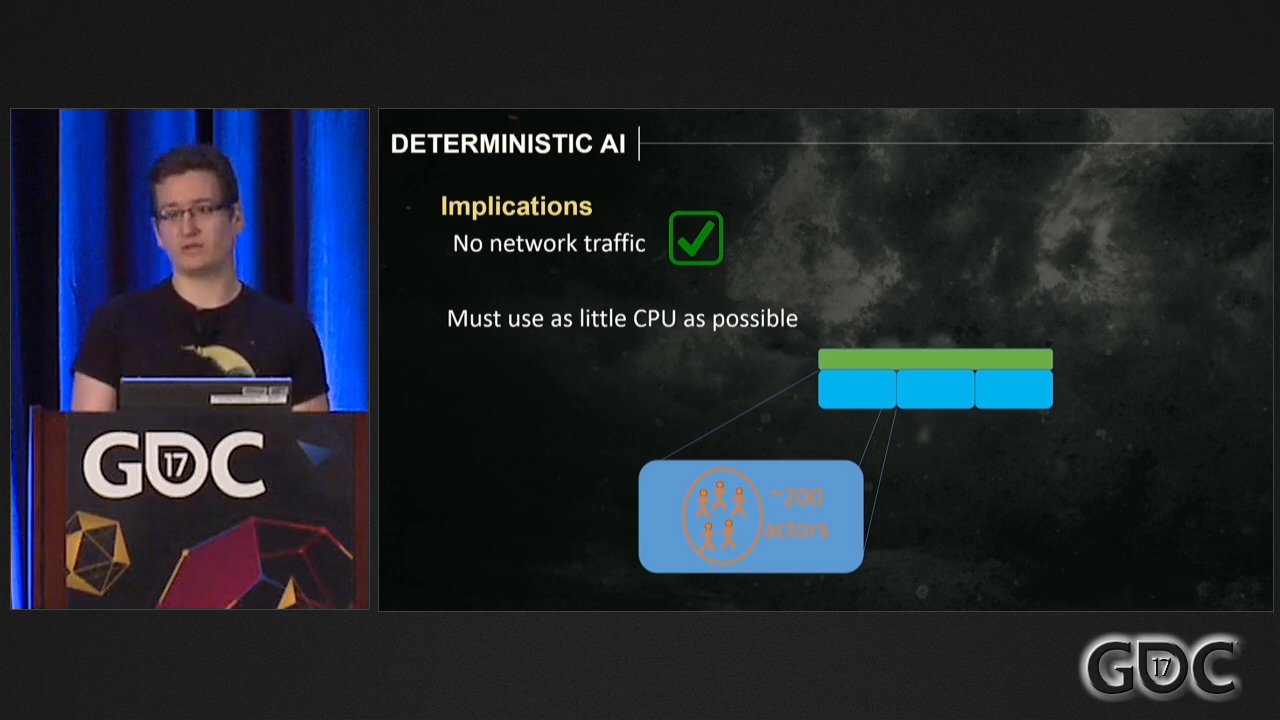 DETERMINISTIC AI
Implications
No network traffic
Must use as little CPU as possible
~200
actors
GDC
17
GDC
17